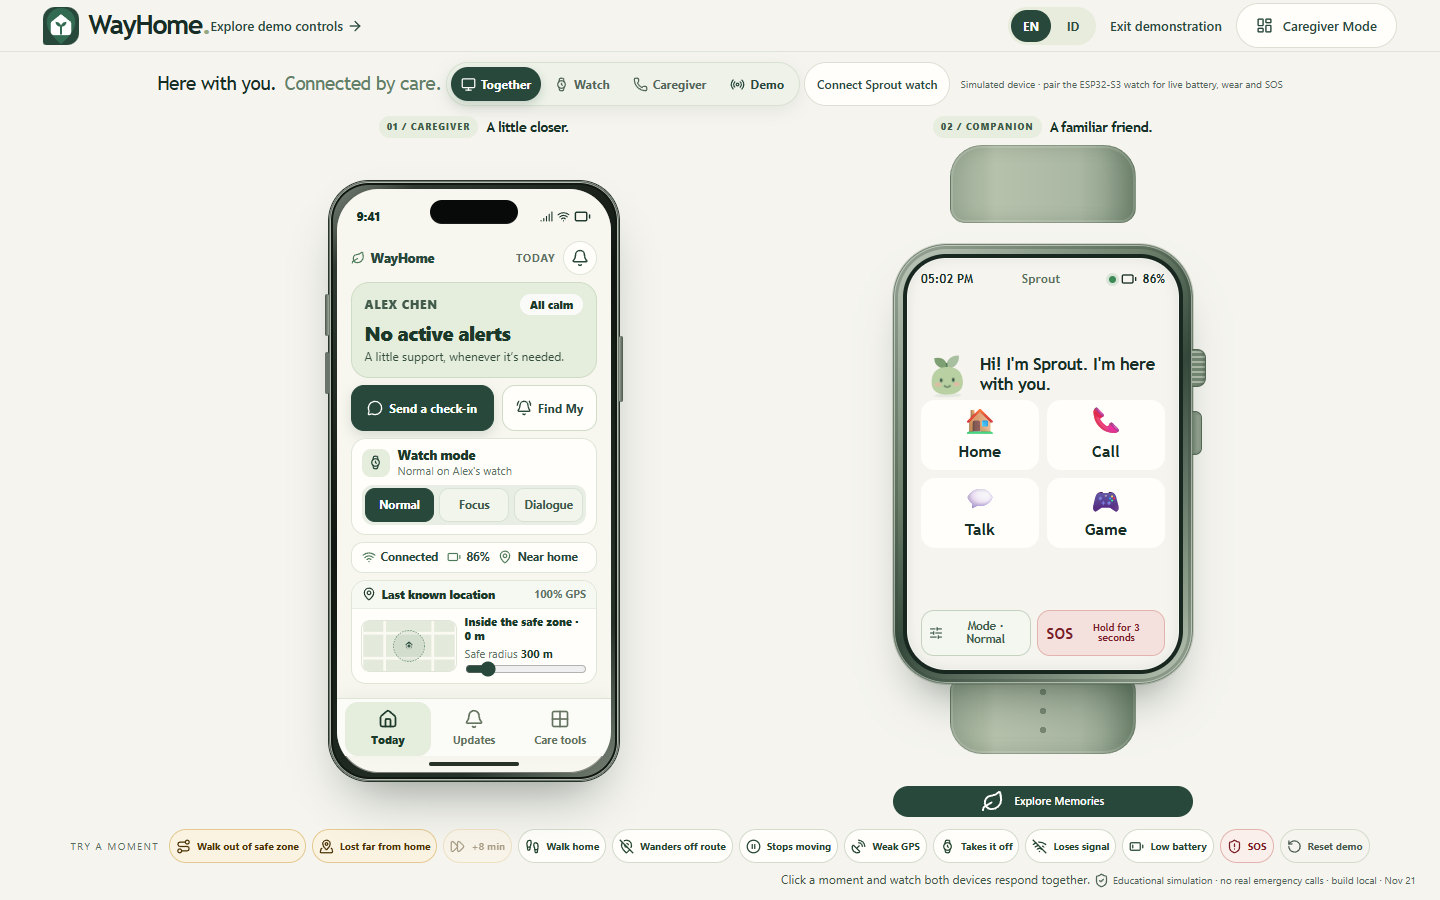 WayHome.
Explore demo controls
EN
ID
Exit demonstration
Caregiver Mode
Here with you. Connected by care.
Together
Watch
Caregiver
Demo
Connect Sprout watch
Simulated device · pair the ESP32-S3 watch for live battery, wear and SOS
01 / CAREGIVER
A little closer.
02 / COMPANION
A familiar friend.
9:41
WayHome
TODAY
ALEX CHEN
All calm
No active alerts
A little support, whenever it's needed.
Send a check-in
Find My
Watch mode
Normal on Alex's watch
Normal
Focus
Dialogue
Connected
86%
Near home
Last known location
100% GPS
Inside the safe zone ·
0 m
Safe radius 300 m
Today
Updates
Care tools
05:02 PM
Sprout
86%
Hi! I'm Sprout. I'm here
with you.
Home
Call
Talk
Game
Mode ·
Normal
SOS
Hold for 3
seconds
Explore Memories
TRY A MOMENT
Walk out of safe zone
Lost far from home
+8 min
Walk home
Wanders off route
Stops moving
Weak GPS
Takes it off
Loses signal
Low battery
SOS
Reset demo
Click a moment and watch both devices respond together.
Educational simulation · no real emergency calls · build local · Nov 21